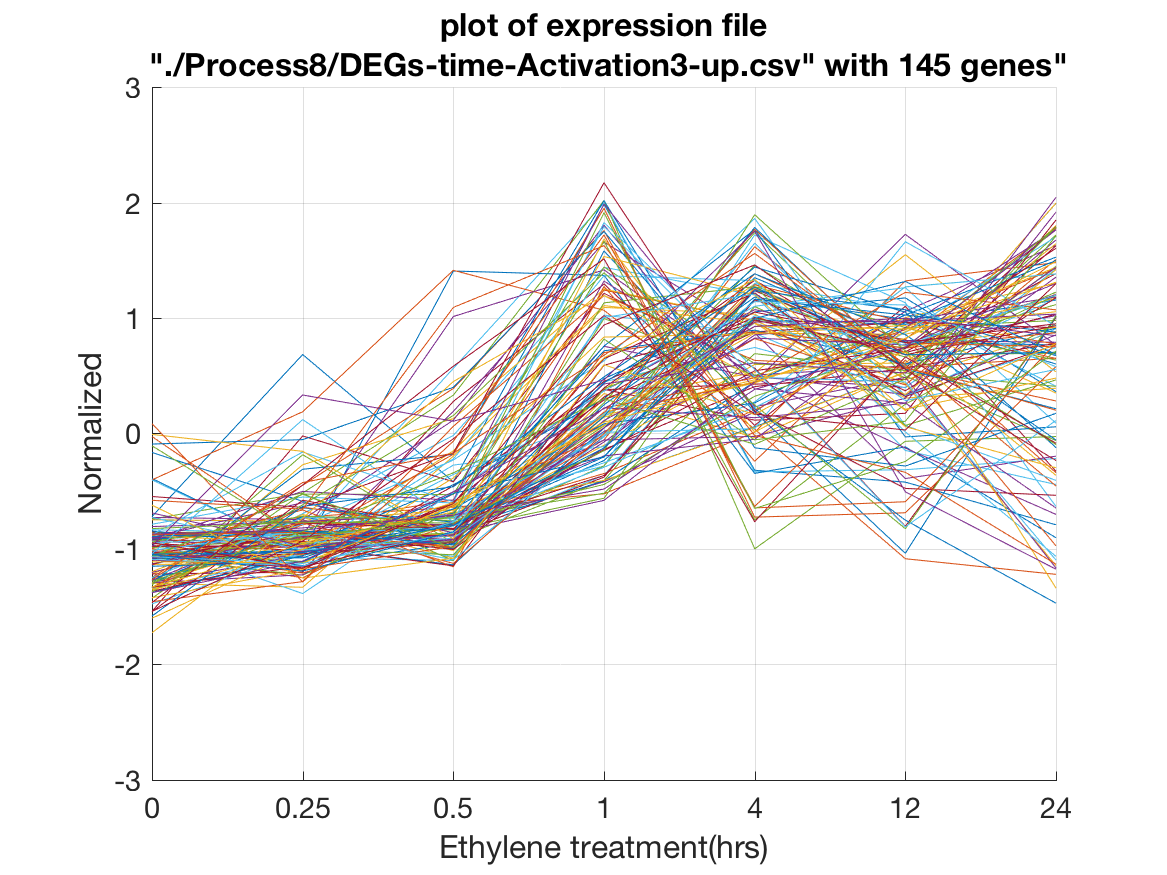 plot of expression file
"./Process8/DEGs-time-Activation3-up.csv" with 145 genes"
3
2
1
0
-1
-2
-3
Normalized
0 0.25 0.5 1 4 12 24
Ethylene treatment(hrs)